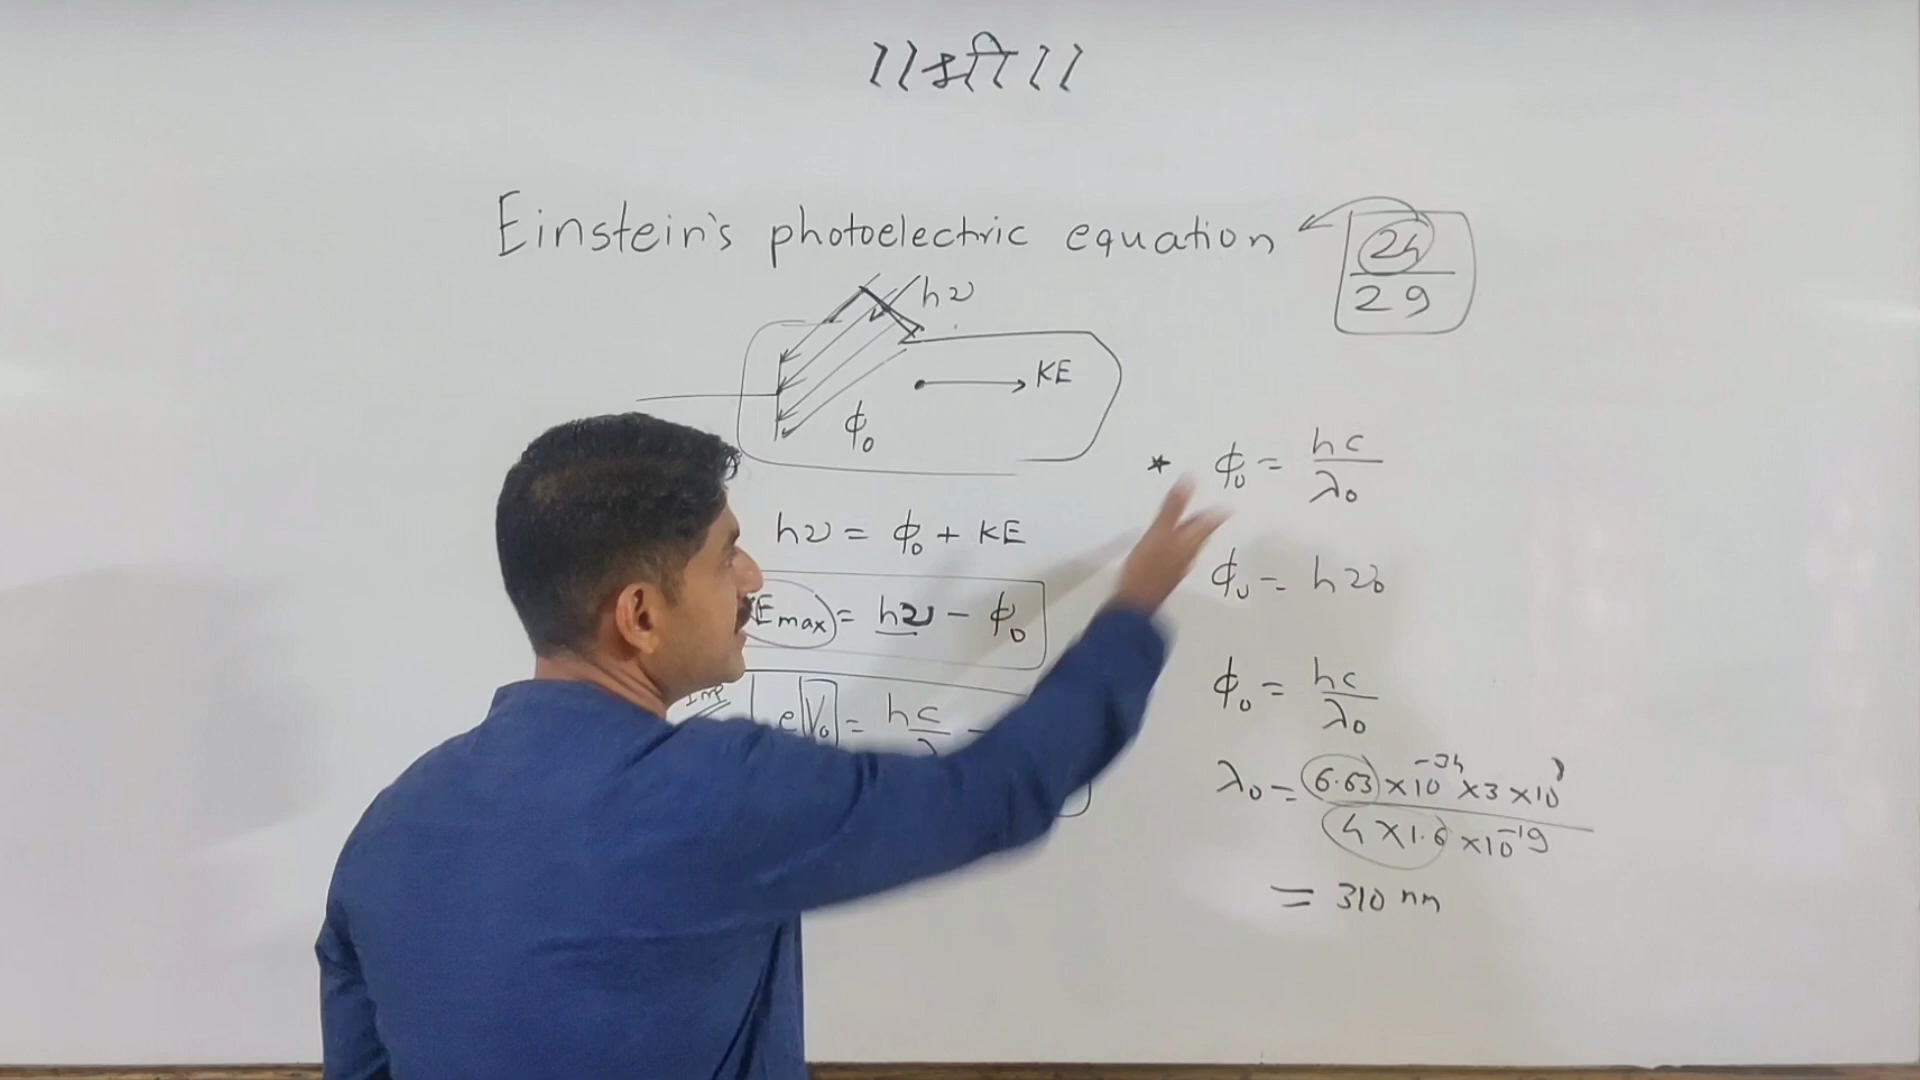 ।।श्री।।
Einstein's photoelectric equation
24
29
hν
KE
ϕ₀
hν = ϕ₀ + KE
KEmax = hν - ϕ₀
Imp
eV₀ = hc/λ -
* ϕ₀ = hc/λ₀
ϕ₀ = hν₀
ϕ₀ = hc/λ₀
λ₀ = 6.63 × 10⁻³⁴ × 3 × 10⁸
4 × 1.6 × 10⁻¹⁹
= 310 nm